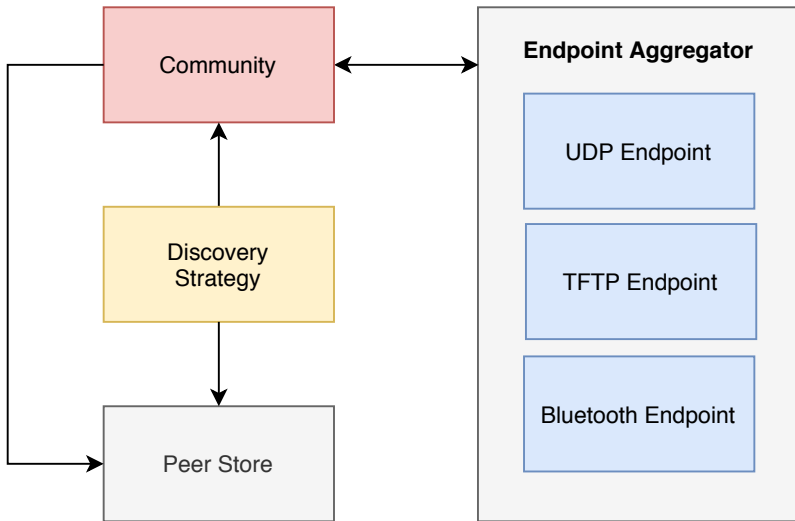 Community
Discovery
Strategy
Peer Store
Endpoint Aggregator
UDP Endpoint
TFTP Endpoint
Bluetooth Endpoint